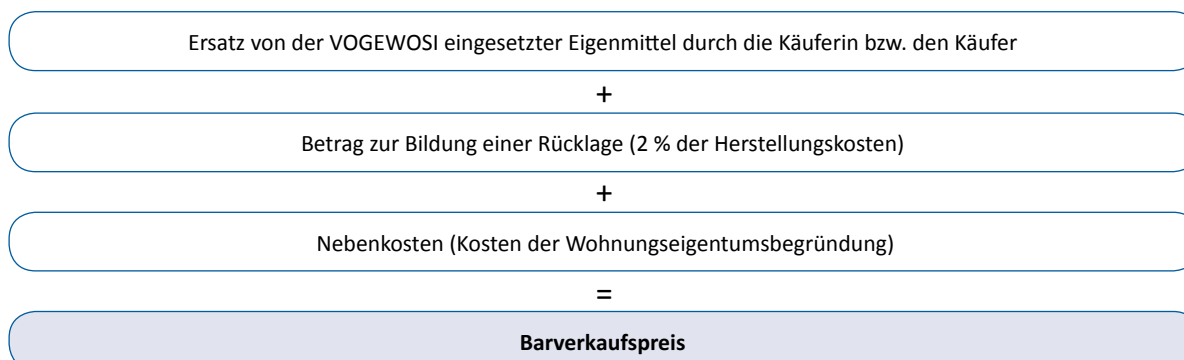 Ersatz von der VOGEWOSI eingesetzter Eigenmittel durch die Käuferin bzw. den Käufer
+
Betrag zur Bildung einer Rücklage (2 % der Herstellungskosten)
+
Nebenkosten (Kosten der Wohnungseigentumsbegründung)
=
Barverkaufspreis